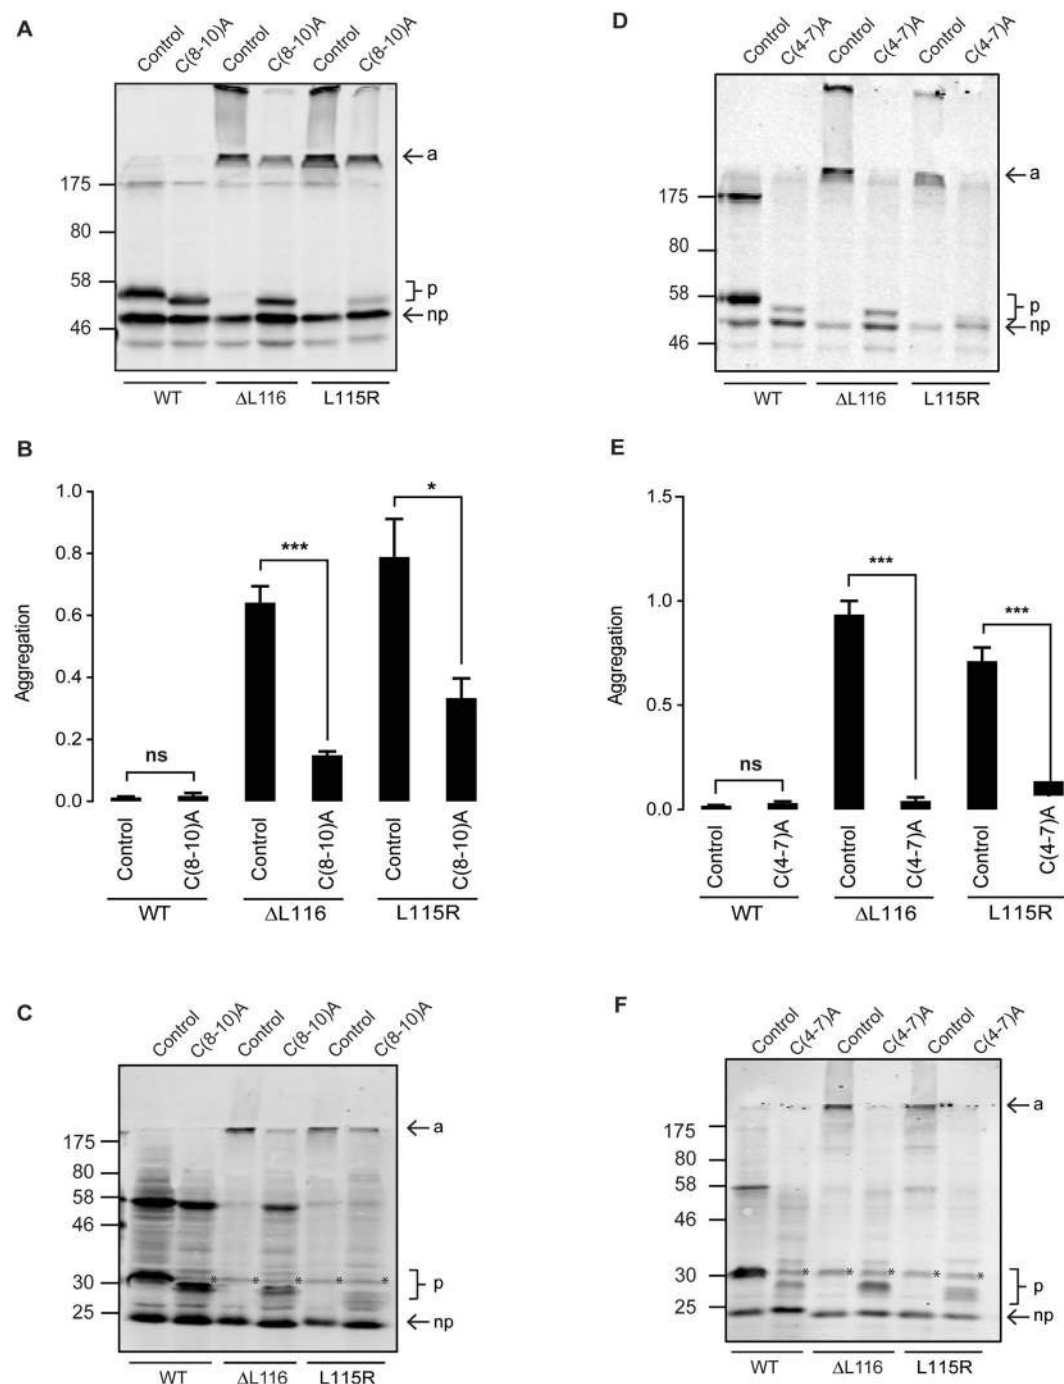 A
Control C(8-10)A Control C(8-10)A Control C(8-10)A
175
80
58
46
a
p
np
WT ΔL116 L115R
B
Aggregation
1.0
0.8
0.6
0.4
0.2
0.0
ns
***
*
Control C(8-10)A Control C(8-10)A Control C(8-10)A
WT ΔL116 L115R
C
Control C(8-10)A Control C(8-10)A Control C(8-10)A
175
80
58
46
30
25
* * * * *
a
p
np
WT ΔL116 L115R
D
Control C(4-7)A Control C(4-7)A Control C(4-7)A
175
80
58
46
a
p
np
WT ΔL116 L115R
E
Aggregation
1.5
1.0
0.5
0.0
ns
***
***
Control C(4-7)A Control C(4-7)A Control C(4-7)A
WT ΔL116 L115R
F
Control C(4-7)A Control C(4-7)A Control C(4-7)A
175
80
58
46
30
25
* * * * *
a
p
np
WT ΔL116 L115R